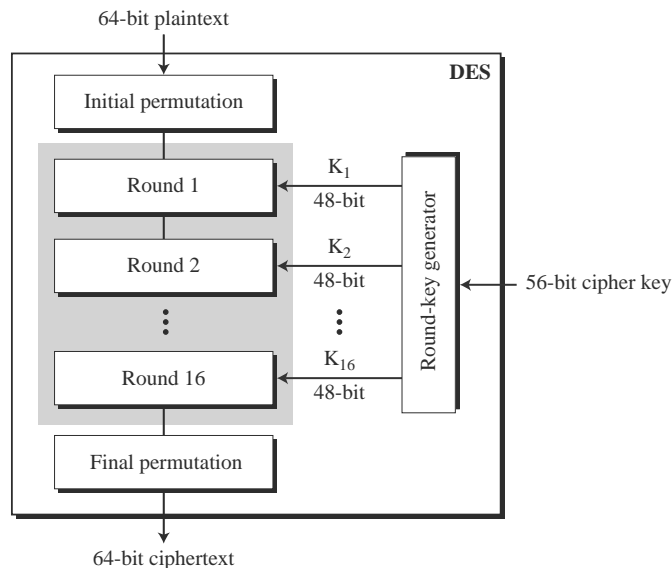 64-bit plaintext
DES
Initial permutation
Round 1
K1
48-bit
Round 2
K2
48-bit
Round-key generator
56-bit cipher key
Round 16
K16
48-bit
Final permutation
64-bit ciphertext